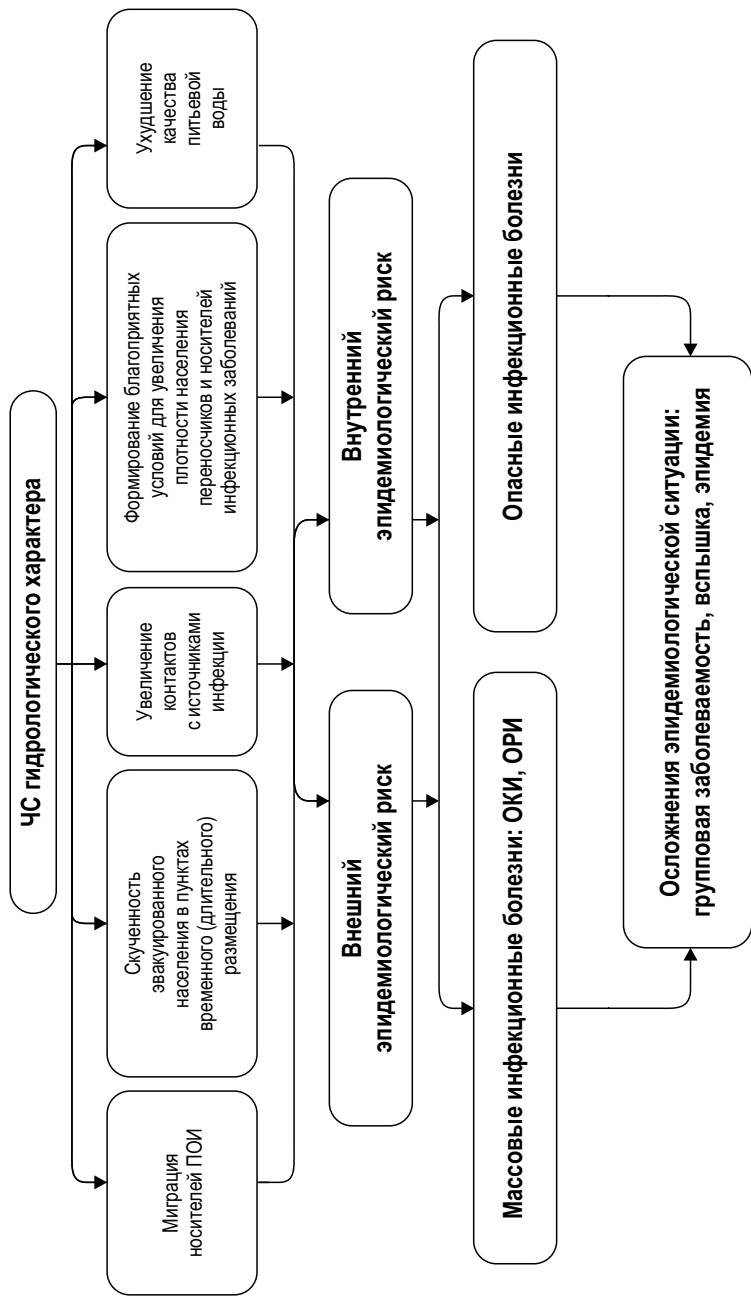 ЧС гидрологического характера
Миграция
носителей ПОИ
Скученность
эвакуированного
населения в пунктах
временного (длительного)
размещения
Увеличение
контактов
с источниками
инфекции
Формирование благоприятных
условий для увеличения
плотности населения
переносчиков и носителей
инфекционных заболеваний
Ухудшение
качества
питьевой
воды
Внешний
эпидемиологический риск
Внутренний
эпидемиологический риск
Массовые инфекционные болезни: ОКИ, ОРИ
Опасные инфекционные болезни
Осложнения эпидемиологической ситуации:
групповая заболеваемость, вспышка, эпидемия